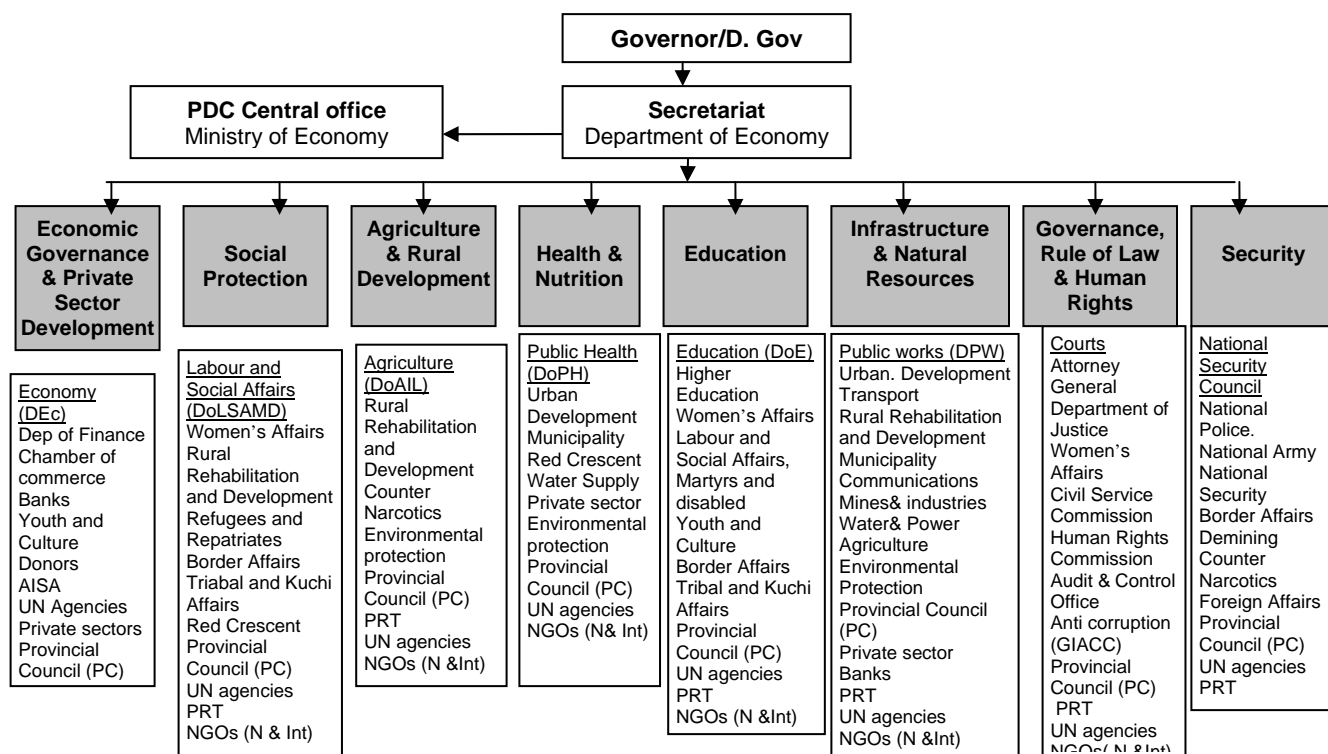 Governor/D. Gov
PDC Central office
Ministry of Economy
Secretariat
Department of Economy
Economic
Governance
& Private
Sector
Development
Social
Protection
Agriculture
& Rural
Development
Health &
Nutrition
Education
Infrastructure
& Natural
Resources
Governance,
Rule of Law
& Human
Rights
Security
Economy
(DEc)
Dep of Finance
Chamber of
commerce
Banks
Youth and
Culture
Donors
AISA
UN Agencies
Private sectors
Provincial
Council (PC)
Labour and
Social Affairs
(DoLSAMD)
Women's Affairs
Rural
Rehabilitation
and Development
Refugees and
Repatriates
Border Affairs
Triabal and Kuchi
Affairs
Red Crescent
Provincial
Council (PC)
UN agencies
PRT
NGOs (N & Int)
Agriculture
(DoAIL)
Rural
Rehabilitation
and
Development
Counter
Narcotics
Environmental
protection
Provincial
Council (PC)
PRT
UN agencies
NGOs (N &Int)
Public Health
(DoPH)
Urban
Development
Municipality
Red Crescent
Water Supply
Private sector
Environmental
protection
Provincial
Council (PC)
UN agencies
NGOs (N& Int)
Education (DoE)
Higher
Education
Women's Affairs
Labour and
Social Affairs,
Martyrs and
disabled
Youth and
Culture
Border Affairs
Tribal and Kuchi
Affairs
Provincial
Council (PC)
UN agencies
PRT
NGOs (N &Int)
Public works (DPW)
Urban. Development
Transport
Rural Rehabilitation
and Development
Municipality
Communications
Mines& industries
Water& Power
Agriculture
Environmental
Protection
Provincial Council
(PC)
Private sector
Banks
PRT
UN agencies
NGOs (N &Int)
Courts
Attorney
General
Department of
Justice
Women's
Affairs
Civil Service
Commission
Human Rights
Commission
Audit & Control
Office
Anti corruption
(GIACC)
Provincial
Council (PC)
PRT
UN agencies
NGOs( N &Int)
National
Security
Council
National
Police.
National Army
National
Security
Border Affairs
Demining
Counter
Narcotics
Foreign Affairs
Provincial
Council (PC)
UN agencies
PRT